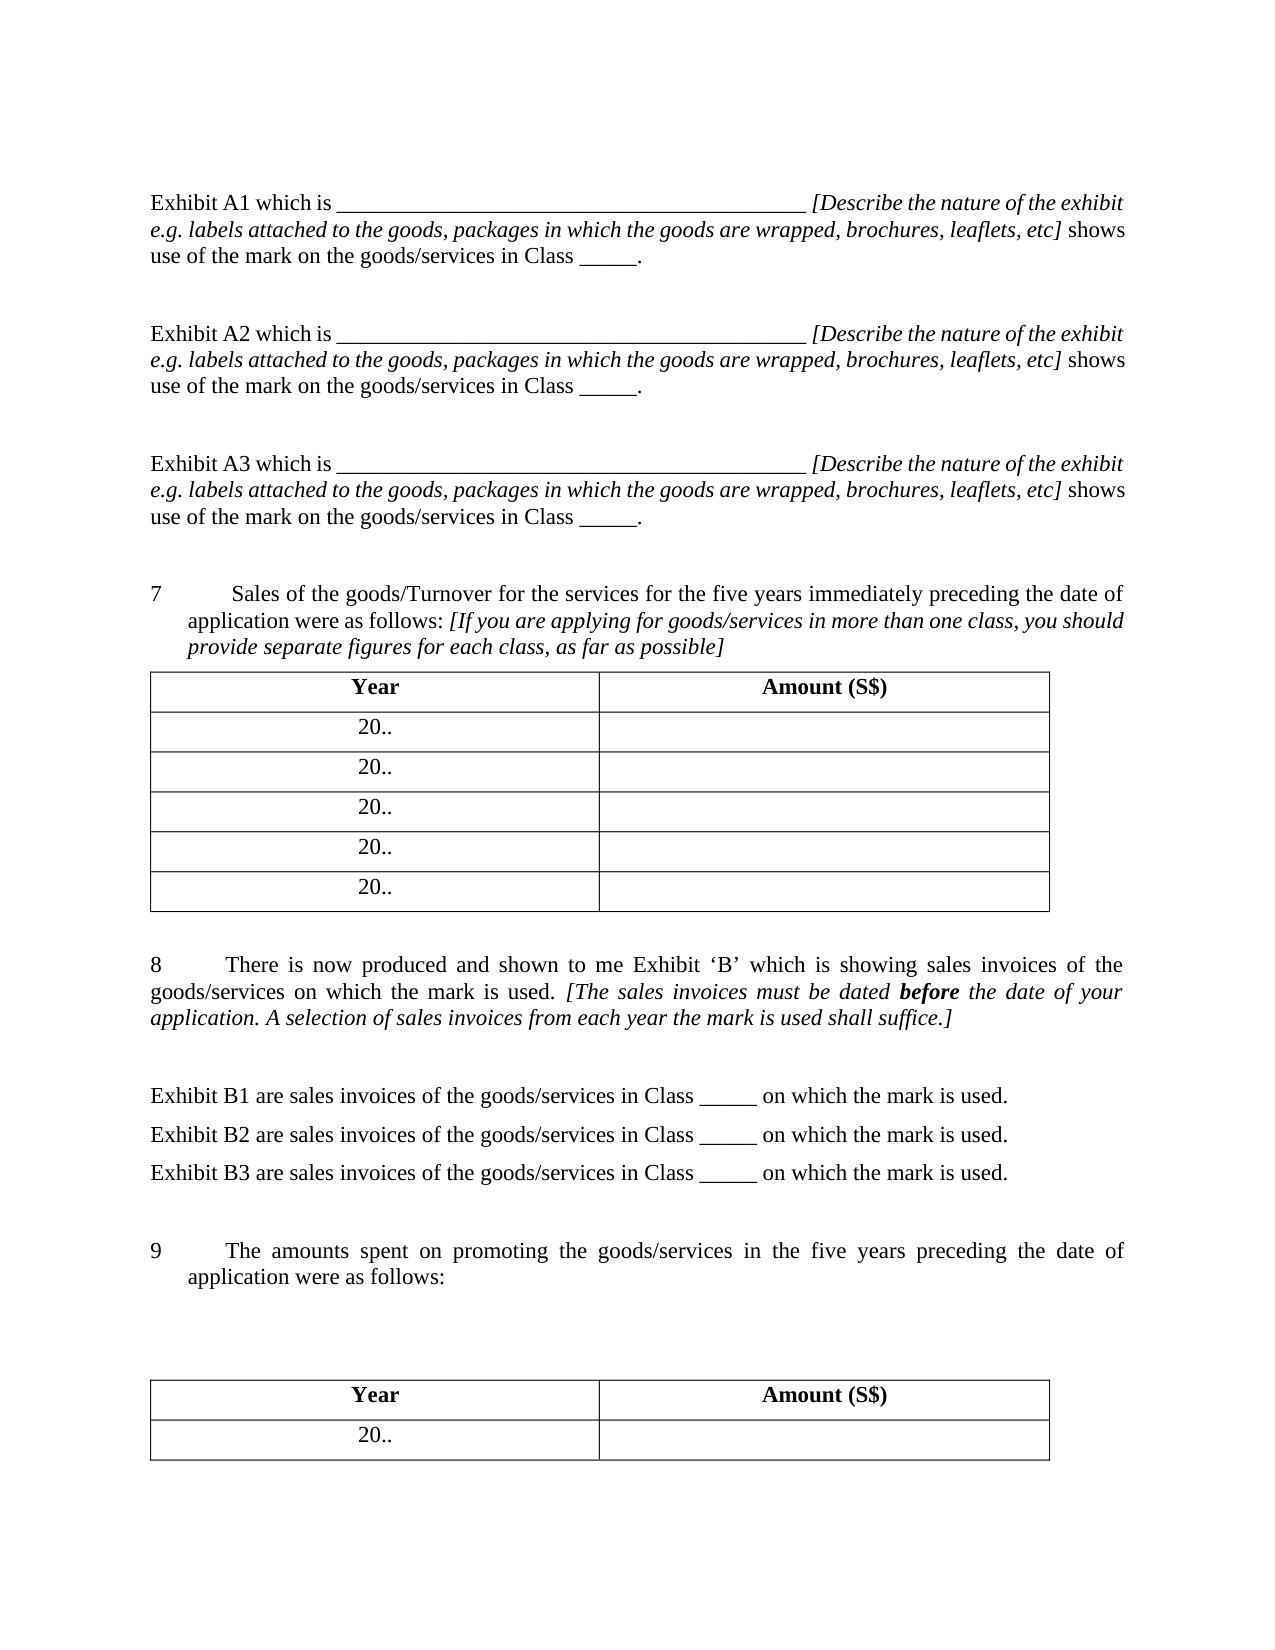 Exhibit A1 which is _________________________________________ [Describe the nature of the exhibit
e.g. labels attached to the goods, packages in which the goods are wrapped, brochures, leaflets, etc] shows
use of the mark on the goods/services in Class _____.
Exhibit A2 which is _________________________________________ [Describe the nature of the exhibit
e.g. labels attached to the goods, packages in which the goods are wrapped, brochures, leaflets, etc] shows
use of the mark on the goods/services in Class _____.
Exhibit A3 which is _________________________________________ [Describe the nature of the exhibit
e.g. labels attached to the goods, packages in which the goods are wrapped, brochures, leaflets, etc] shows
use of the mark on the goods/services in Class _____.
7 Sales of the goods/Turnover for the services for the five years immediately preceding the date of
application were as follows: [If you are applying for goods/services in more than one class, you should
provide separate figures for each class, as far as possible]
Year Amount (S$)
20..
20..
20..
20..
20..
8 There is now produced and shown to me Exhibit ‘B’ which is showing sales invoices of the
goods/services on which the mark is used. [The sales invoices must be dated before the date of your
application. A selection of sales invoices from each year the mark is used shall suffice.]
Exhibit B1 are sales invoices of the goods/services in Class _____ on which the mark is used.
Exhibit B2 are sales invoices of the goods/services in Class _____ on which the mark is used.
Exhibit B3 are sales invoices of the goods/services in Class _____ on which the mark is used.
9 The amounts spent on promoting the goods/services in the five years preceding the date of
application were as follows:
Year Amount (S$)
20..